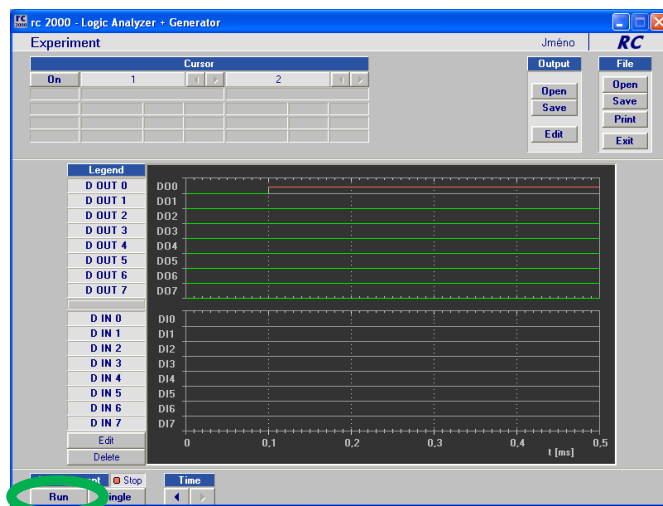 rc 2000 - Logic Analyzer + Generator
Experiment
Jméno
RC
Cursor
On 1 2
Output
Open
Save
Edit
File
Open
Save
Print
Exit
Legend
D OUT 0 DO0
D OUT 1 DO1
D OUT 2 DO2
D OUT 3 DO3
D OUT 4 DO4
D OUT 5 DO5
D OUT 6 DO6
D OUT 7 DO7
D IN 0 DI0
D IN 1 DI1
D IN 2 DI2
D IN 3 DI3
D IN 4 DI4
D IN 5 DI5
D IN 6 DI6
D IN 7 DI7
Edit
Delete
0 0,1 0,2 0,3 0,4 0,5
t [ms]
Stop
Time
Run